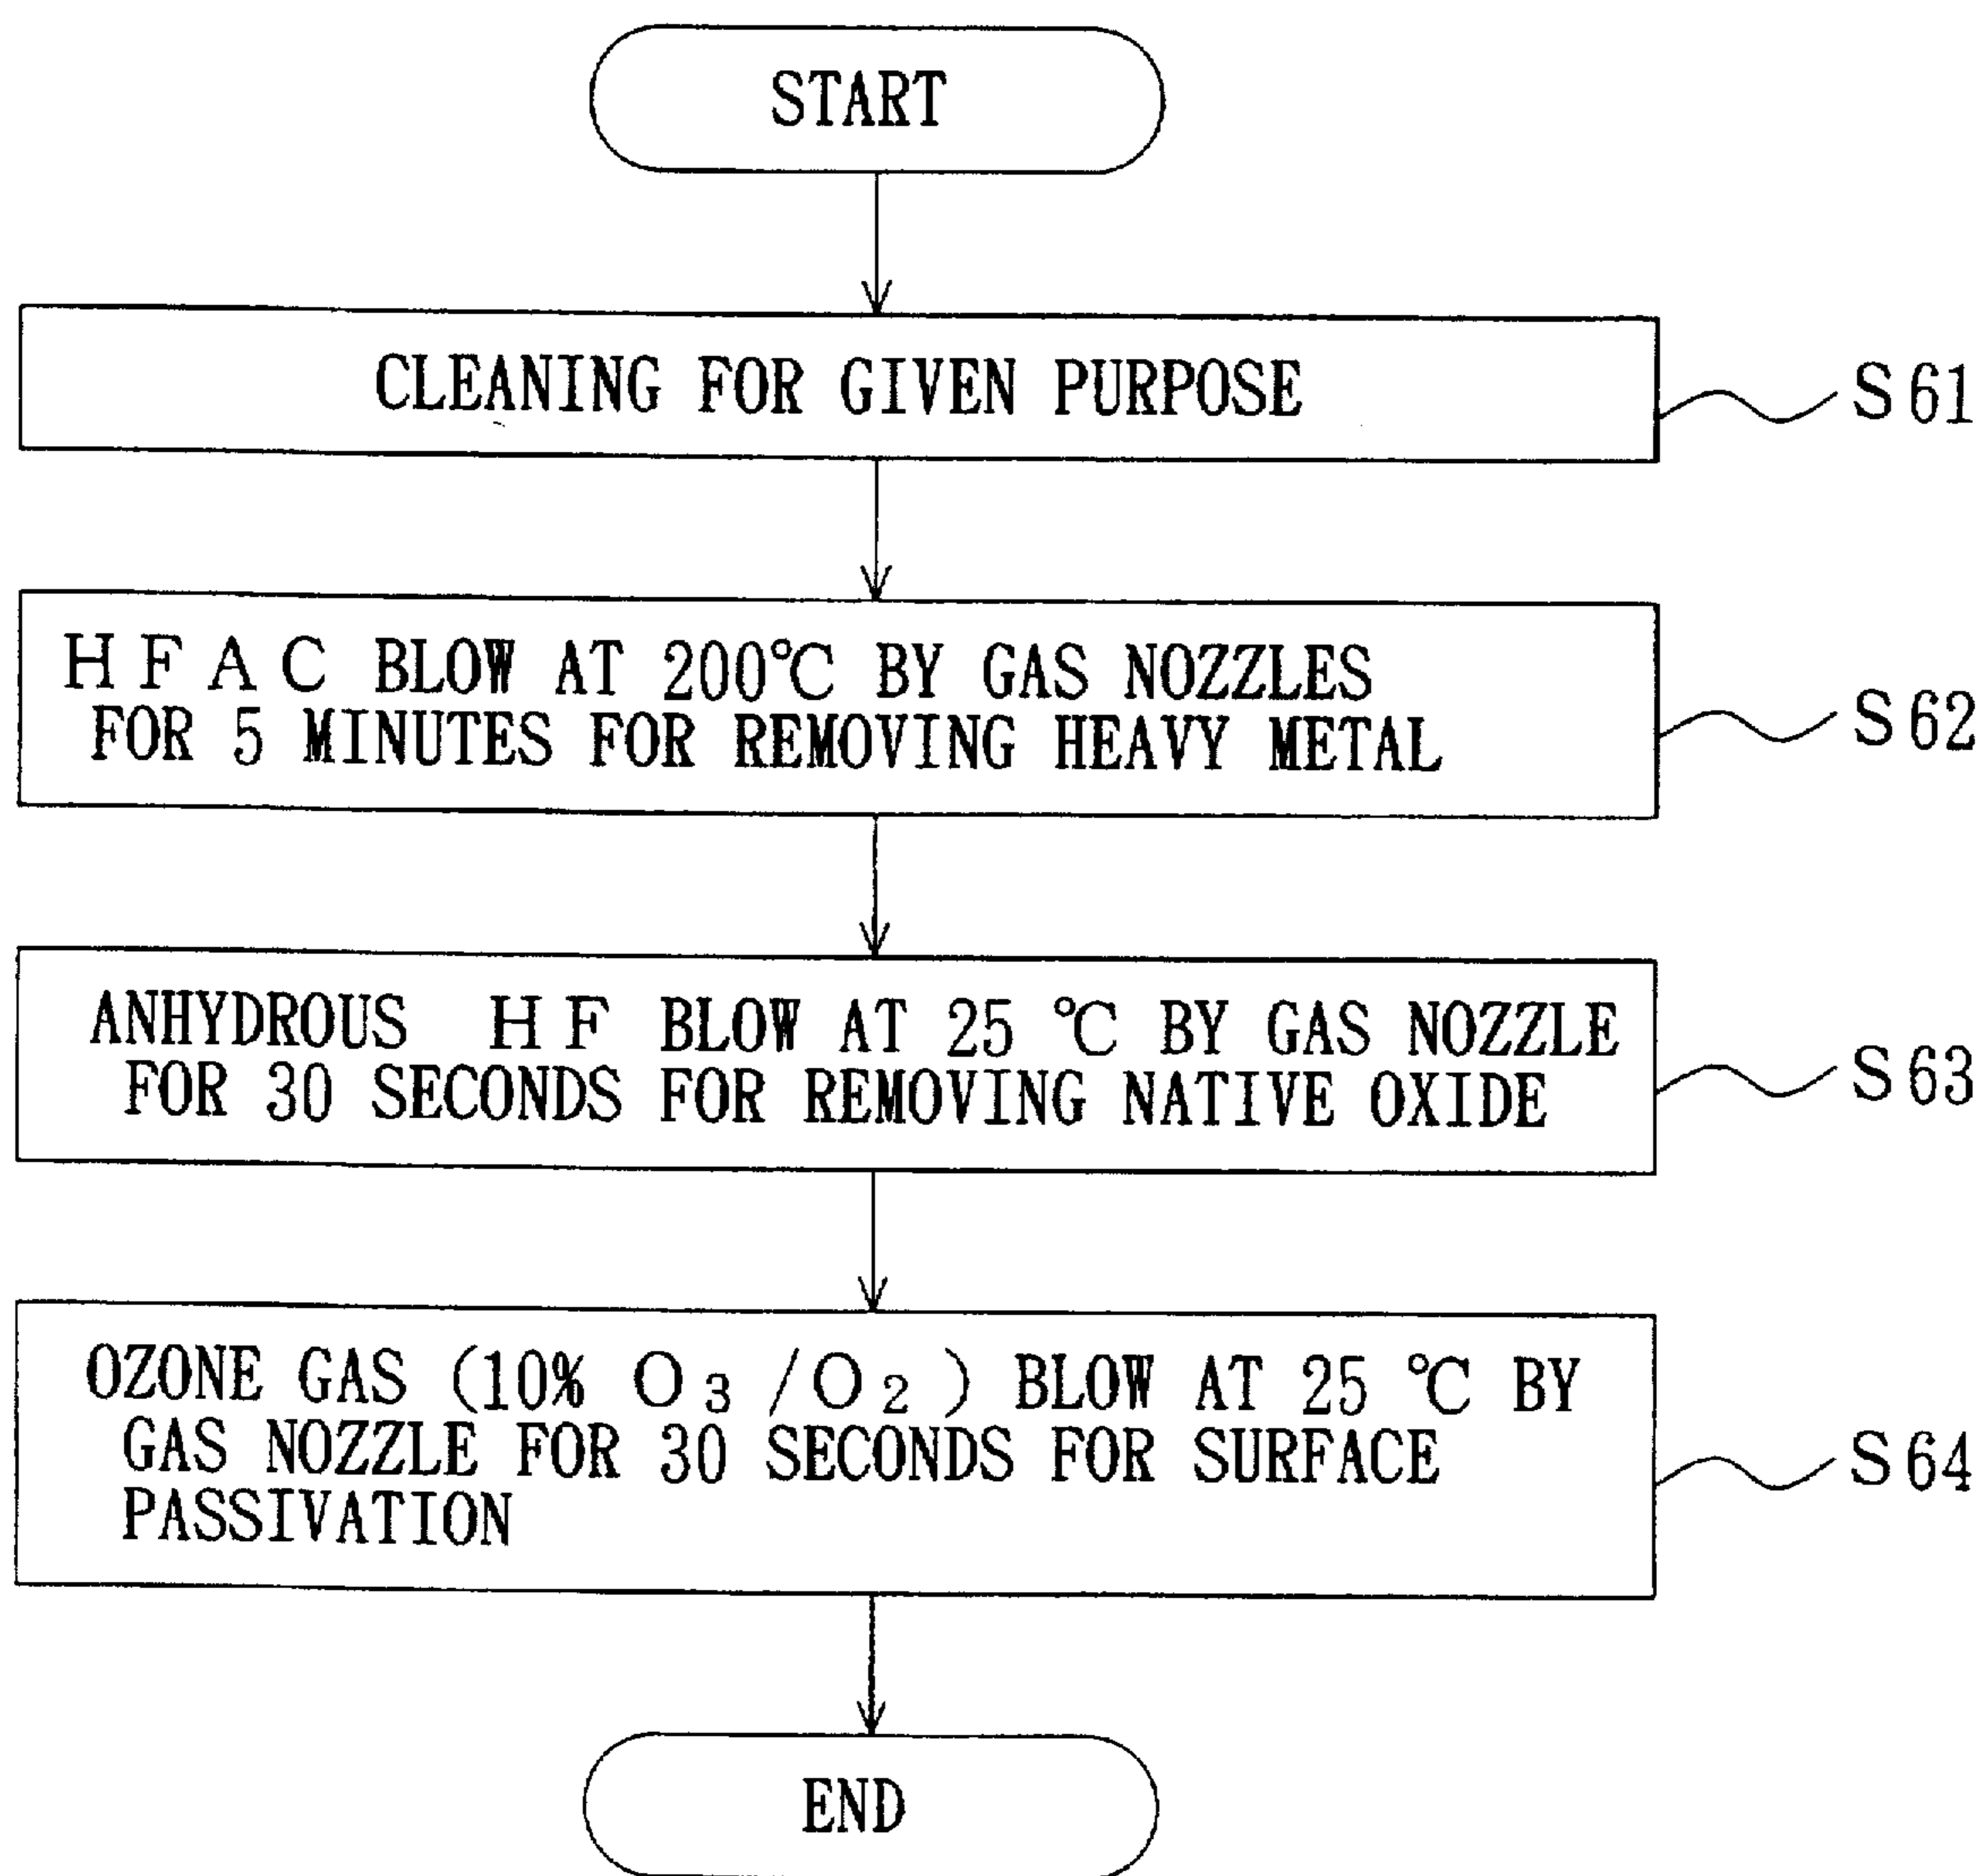 START
CLEANING FOR GIVEN PURPOSE
S61
HFAC BLOW AT 200℃ BY GAS NOZZLES
FOR 5 MINUTES FOR REMOVING HEAVY METAL
S62
ANHYDROUS HF BLOW AT 25 ℃ BY GAS NOZZLE
FOR 30 SECONDS FOR REMOVING NATIVE OXIDE
S63
OZONE GAS (10% O₃/O₂) BLOW AT 25 ℃ BY
GAS NOZZLE FOR 30 SECONDS FOR SURFACE
PASSIVATION
S64
END